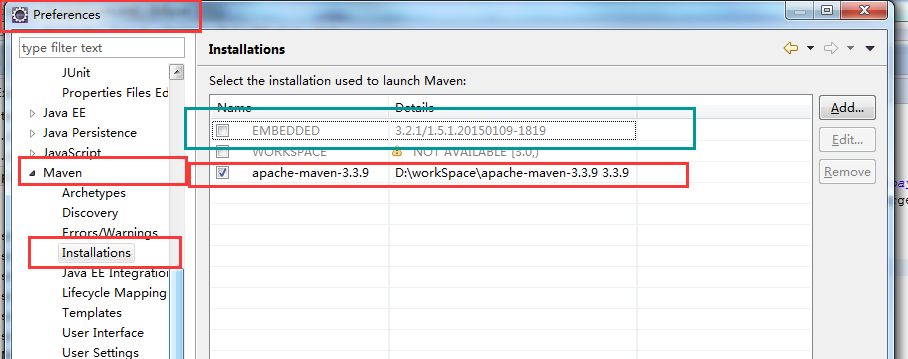 Preferences
type filter text
JUnit
Properties Files Ed
Java EE
Java Persistence
JavaScript
Maven
Archetypes
Discovery
Errors/Warnings
Installations
Java EE Integration
Lifecycle Mapping
Templates
User Interface
User Settings
Installations
Select the installation used to launch Maven:
Name Details
EMBEDDED 3.2.1/1.5.1.20150109-1819
WORKSPACE NOT AVAILABLE [3.0,)
apache-maven-3.3.9 D:\workSpace\apache-maven-3.3.9 3.3.9
Add...
Edit...
Remove